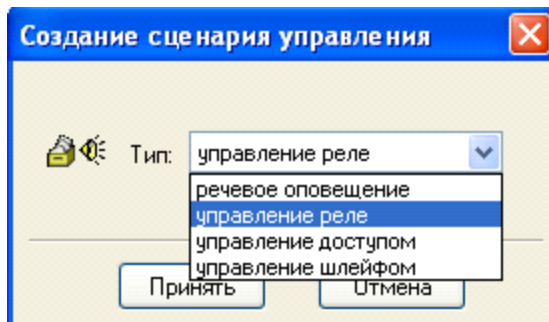 Создание сценария управления
Тип: управление реле
речевое оповещение
управление реле
управление доступом
управление шлейфом
Принять Отмена